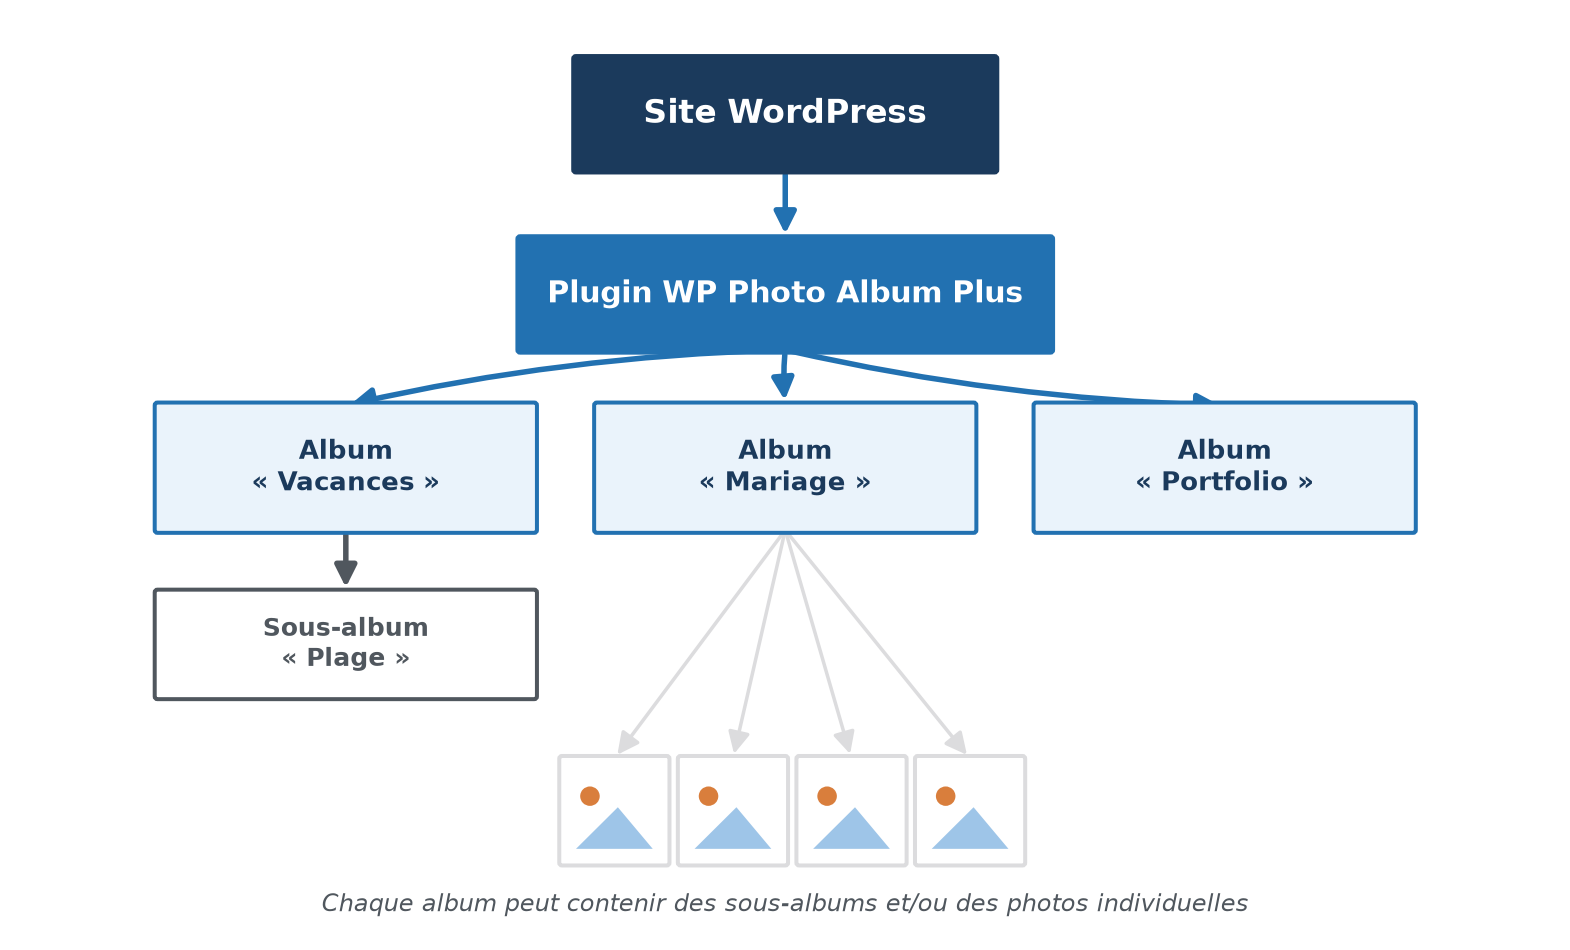 Site WordPress
Plugin WP Photo Album Plus
Album
« Vacances »
Album
« Mariage »
Album
« Portfolio »
Sous-album
« Plage »
Chaque album peut contenir des sous-albums et/ou des photos individuelles